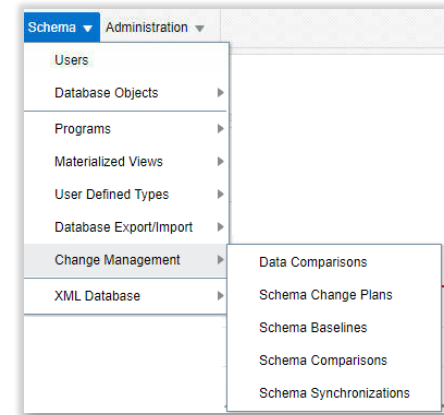 Schema Administration
Users
Database Objects
Programs
Materialized Views
User Defined Types
Database Export/Import
Change Management
XML Database
Data Comparisons
Schema Change Plans
Schema Baselines
Schema Comparisons
Schema Synchronizations